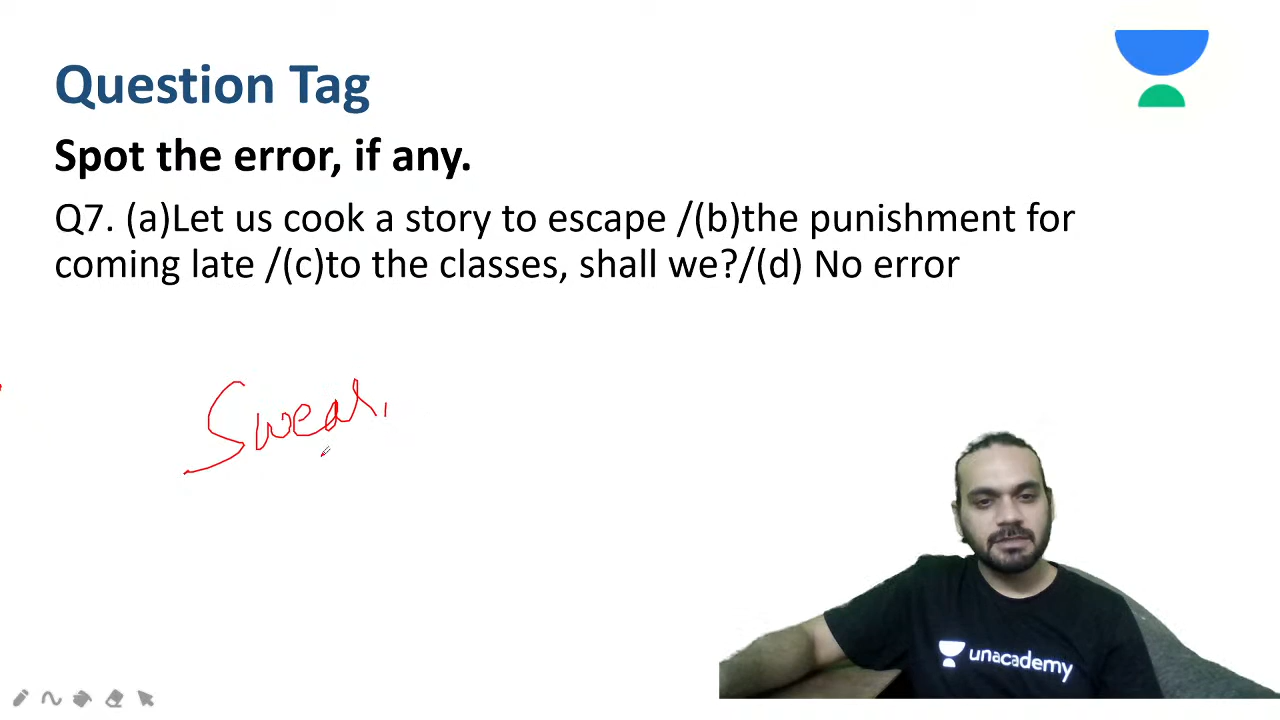 Question Tag
Spot the error, if any.
Q7. (a)Let us cook a story to escape /(b)the punishment for
coming late /(c)to the classes, shall we?/(d) No error
Swear,
unacademy